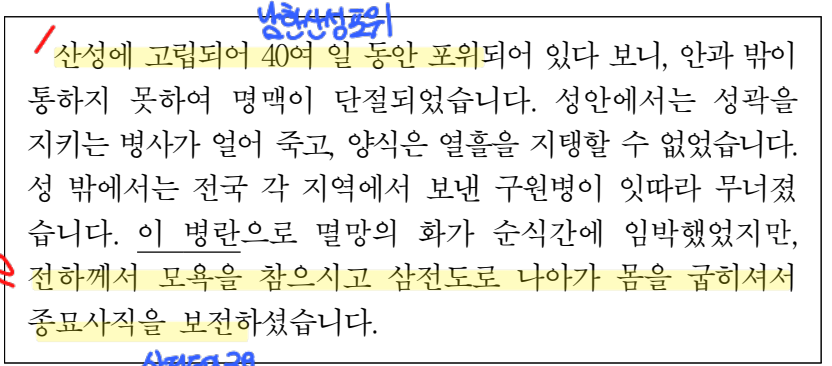 남한산성포위
산성에 고립되어 40여 일 동안 포위되어 있다 보니, 안과 밖이
통하지 못하여 명맥이 단절되었습니다. 성안에서는 성곽을
지키는 병사가 얼어 죽고, 양식은 열흘을 지탱할 수 없었습니다.
성 밖에서는 전국 각 지역에서 보낸 구원병이 잇따라 무너졌
습니다. 이 병란으로 멸망의 화가 순식간에 임박했었지만,
전하께서 모욕을 참으시고 삼전도로 나아가 몸을 굽히셔서
종묘사직을 보전하셨습니다.